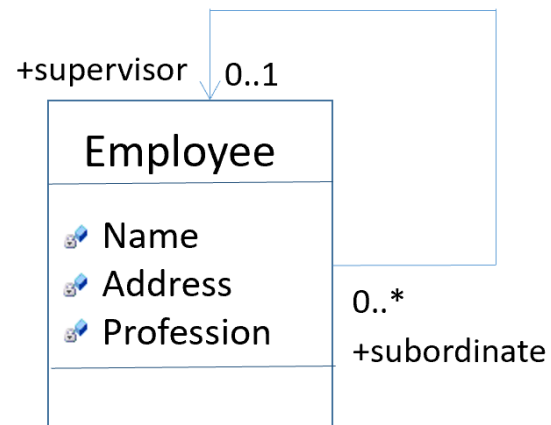 +supervisor 0..1
Employee
Name
Address
Profession
0..*
+subordinate